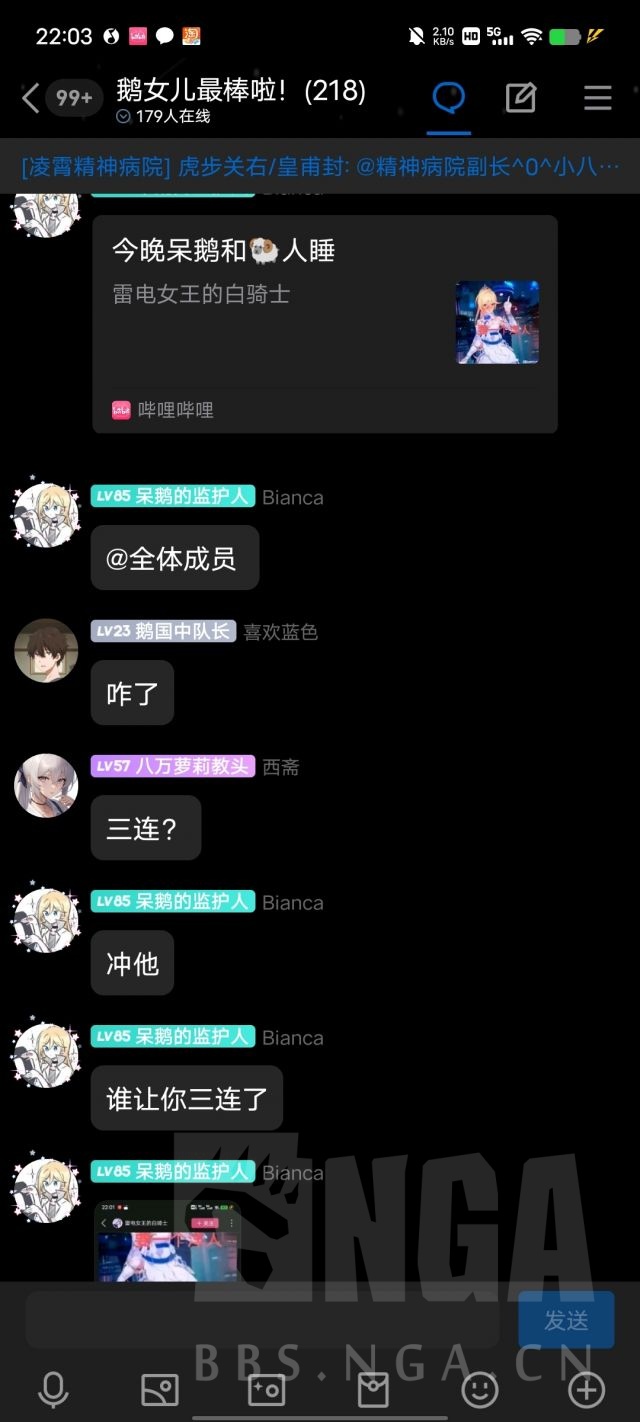 22:03
2.10
KB/s
HD
5G
99+
鹅女儿最棒啦！(218)
179人在线
[凌霄精神病院] 虎步关右/皇甫封: @精神病院副长^0^小八…
今晚呆鹅和🐏人睡
雷电女王的白骑士
哔哩哔哩
LV85 呆鹅的监护人 Bianca
@全体成员
LV23 鹅国中队长 喜欢蓝色
咋了
LV57 八万萝莉教头 西斋
三连?
LV85 呆鹅的监护人 Bianca
冲他
LV85 呆鹅的监护人 Bianca
谁让你三连了
LV85 呆鹅的监护人 Bianca
22:01
雷电女王的白骑士
+关注
NGA
发送
BBS.NGA.CN